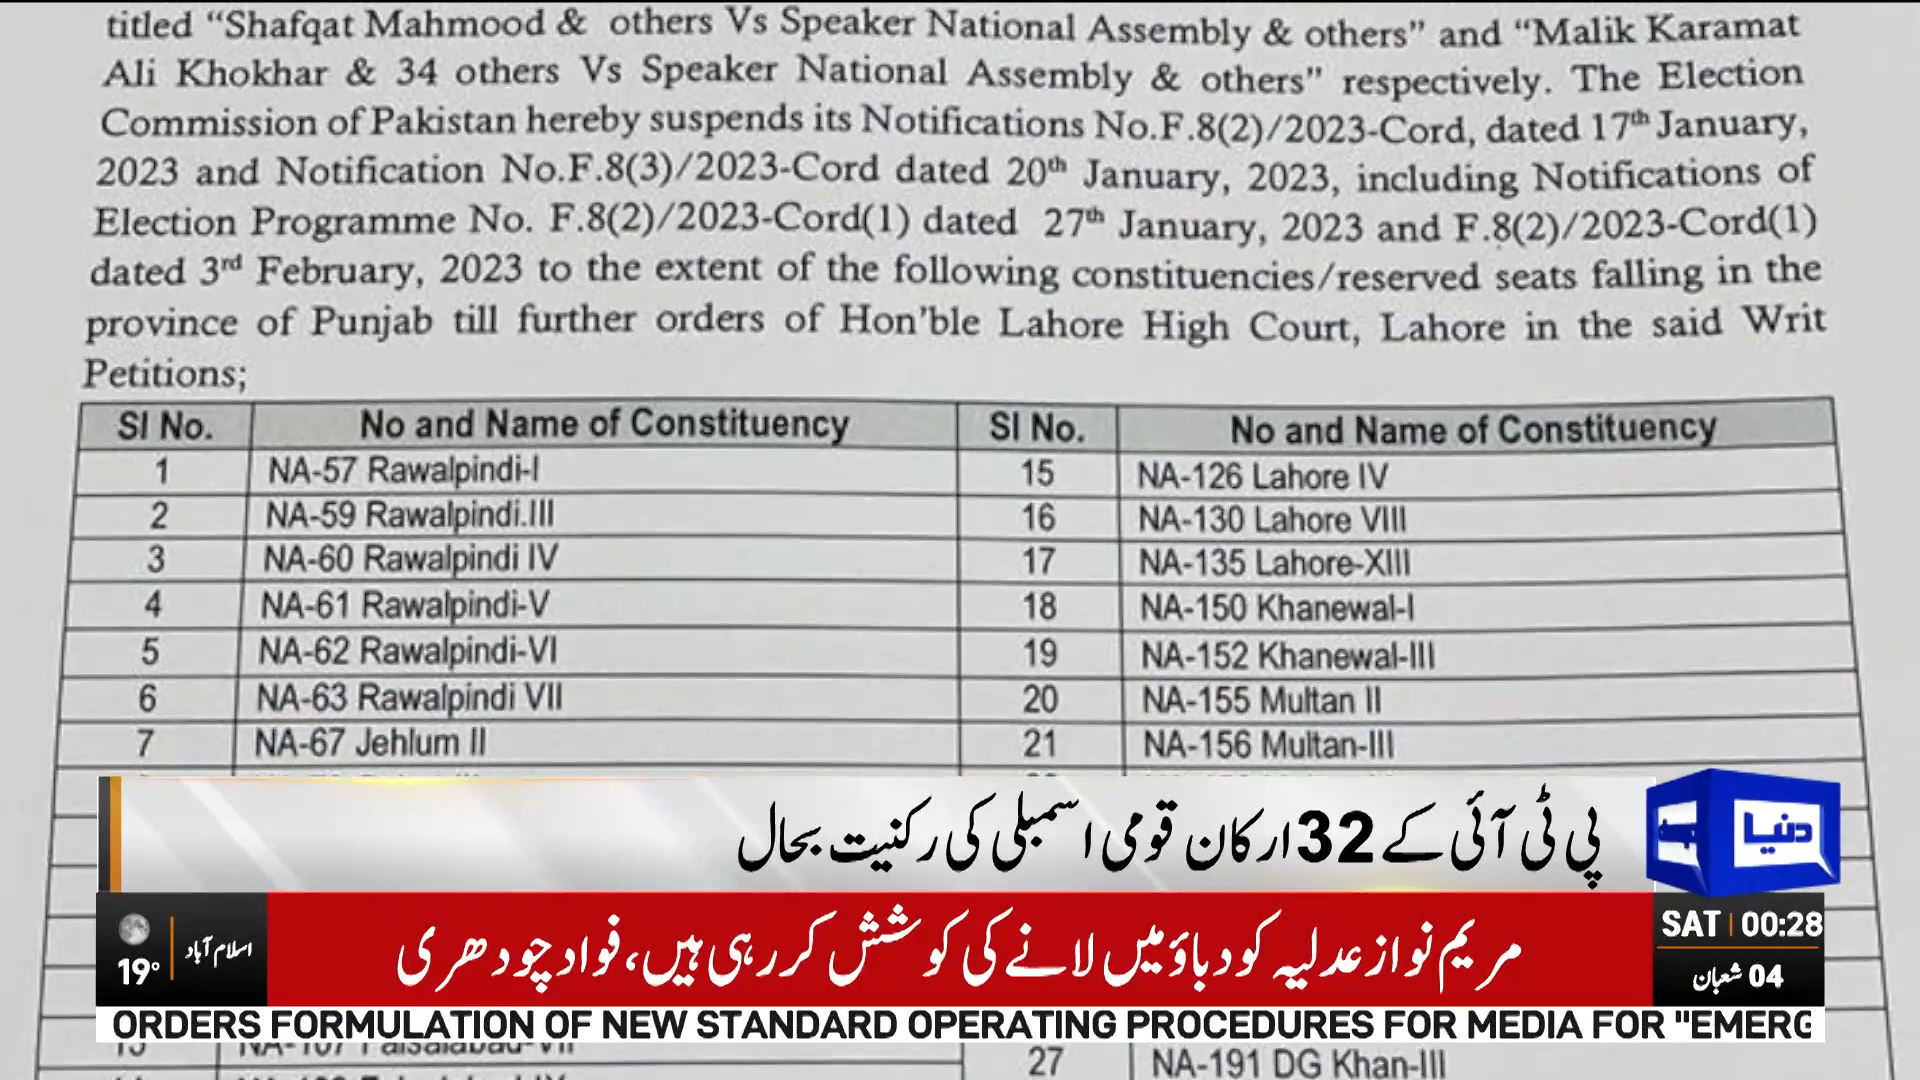 titled “Shafqat Mahmood & others Vs Speaker National Assembly & others” and “Malik Karamat
Ali Khokhar & 34 others Vs Speaker National Assembly & others” respectively. The Election
Commission of Pakistan hereby suspends its Notifications No.F.8(2)/2023-Cord, dated 17th January,
2023 and Notification No.F.8(3)/2023-Cord dated 20th January, 2023, including Notifications of
Election Programme No. F.8(2)/2023-Cord(1) dated 27th January, 2023 and F.8(2)/2023-Cord(1)
dated 3rd February, 2023 to the extent of the following constituencies/reserved seats falling in the
province of Punjab till further orders of Hon'ble Lahore High Court, Lahore in the said Writ
Petitions;
Sl No. No and Name of Constituency Sl No. No and Name of Constituency
1 NA-57 Rawalpindi-I 15 NA-126 Lahore IV
2 NA-59 Rawalpindi.III 16 NA-130 Lahore VIII
3 NA-60 Rawalpindi IV 17 NA-135 Lahore-XIII
4 NA-61 Rawalpindi-V 18 NA-150 Khanewal-I
5 NA-62 Rawalpindi-VI 19 NA-152 Khanewal-III
6 NA-63 Rawalpindi VII 20 NA-155 Multan II
7 NA-67 Jehlum II 21 NA-156 Multan-III
پی ٹی آئی کے 32 ارکان قومی اسمبلی کی رکنیت بحال
دنیا
مریم نواز عدلیہ کو دباؤ میں لانے کی کوشش کر رہی ہیں، فواد چودھری
اسلام آباد
19°
SAT 00:28
04 شعبان
ORDERS FORMULATION OF NEW STANDARD OPERATING PROCEDURES FOR MEDIA FOR "EMERG
27 NA-191 DG Khan-III